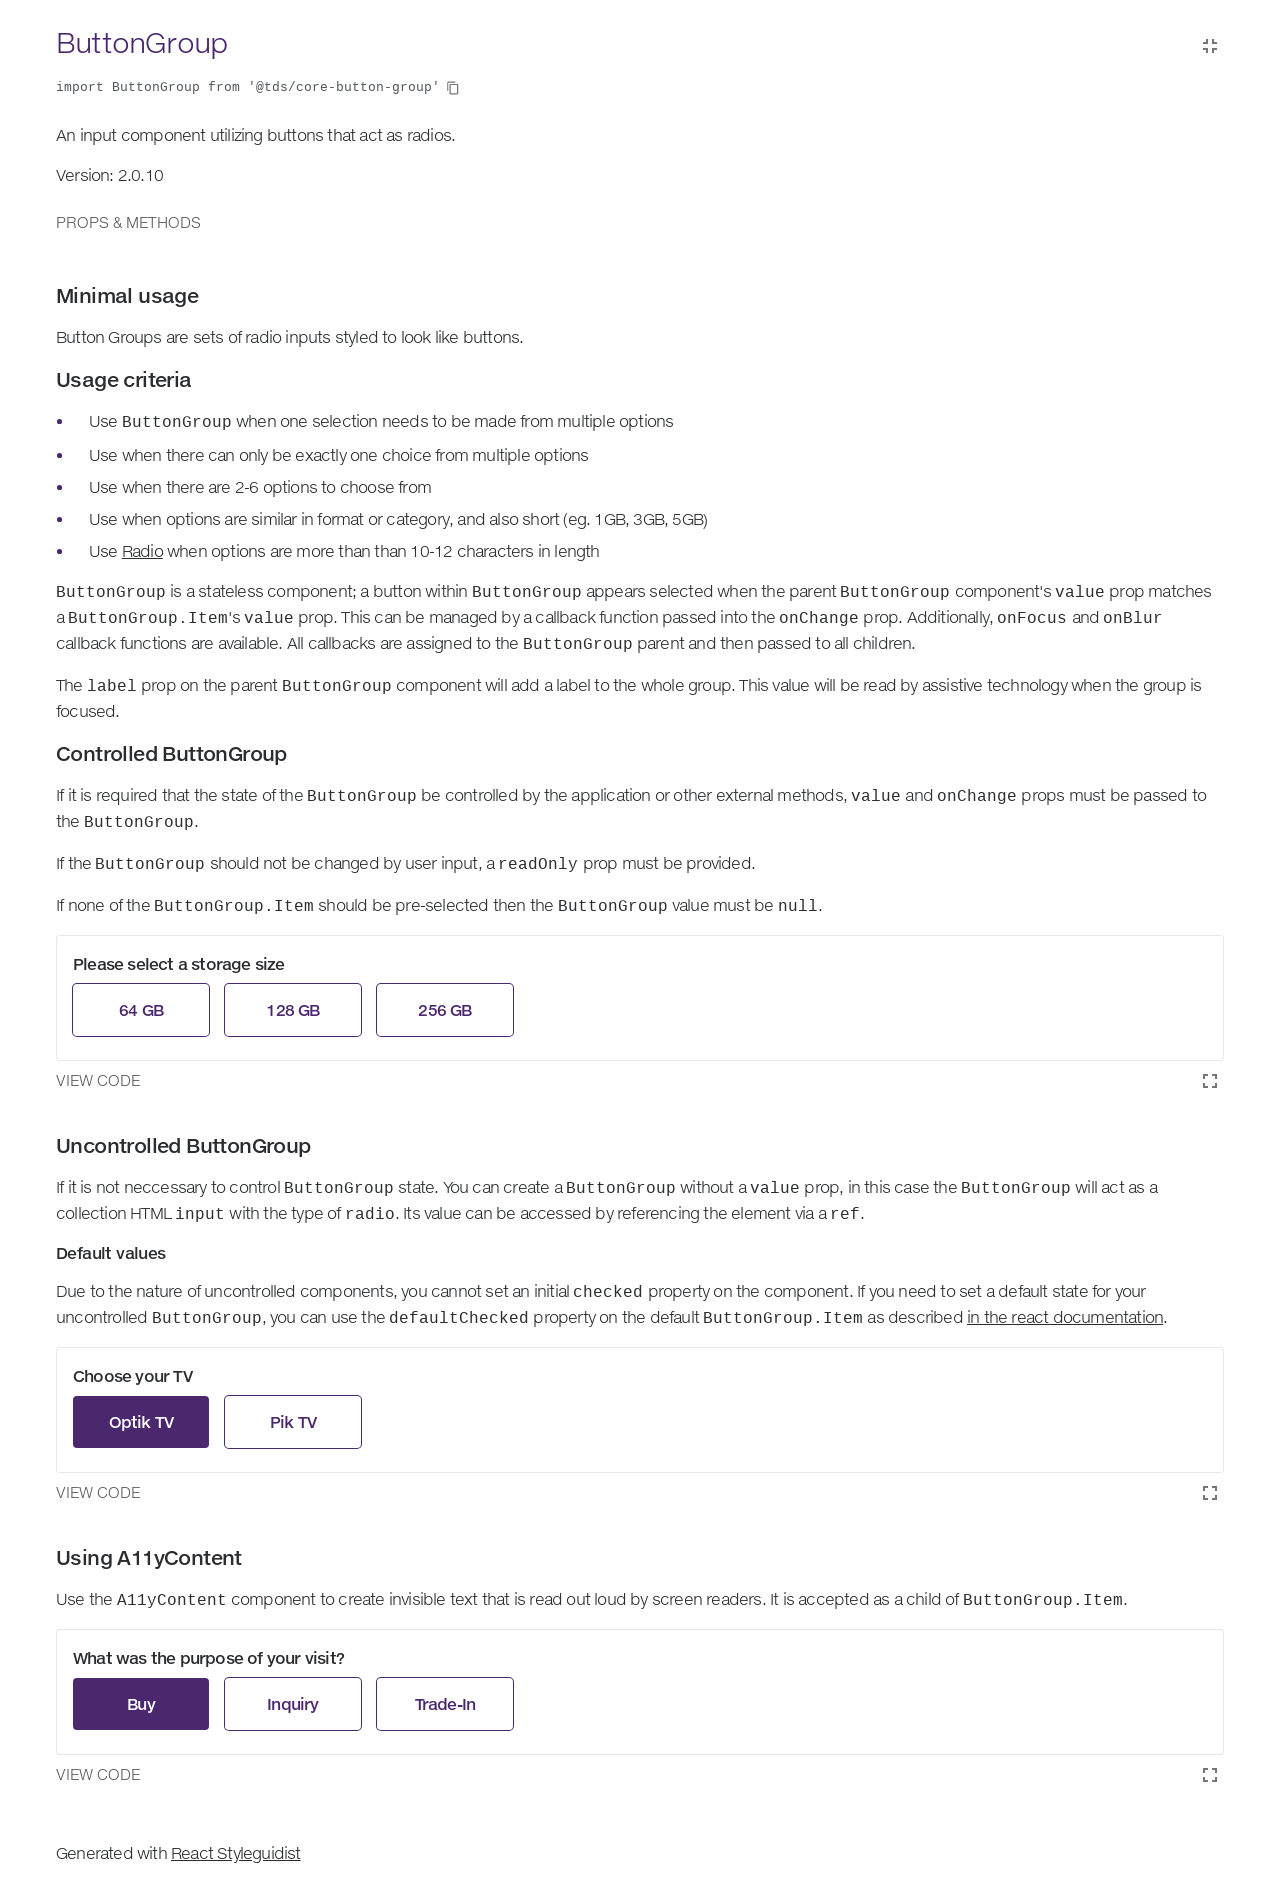 ButtonGroup
import ButtonGroup from '@tds/core-button-group'
An input component utilizing buttons that act as radios.
Version: 2.0.10
PROPS & METHODS
Minimal usage
Button Groups are sets of radio inputs styled to look like buttons.
Usage criteria
• Use ButtonGroup when one selection needs to be made from multiple options
• Use when there can only be exactly one choice from multiple options
• Use when there are 2-6 options to choose from
• Use when options are similar in format or category, and also short (eg. 1GB, 3GB, 5GB)
• Use Radio when options are more than than 10-12 characters in length
ButtonGroup is a stateless component; a button within ButtonGroup appears selected when the parent ButtonGroup component's value prop matches
a ButtonGroup.Item's value prop. This can be managed by a callback function passed into the onChange prop. Additionally, onFocus and onBlur
callback functions are available. All callbacks are assigned to the ButtonGroup parent and then passed to all children.
The label prop on the parent ButtonGroup component will add a label to the whole group. This value will be read by assistive technology when the group is
focused.
Controlled ButtonGroup
If it is required that the state of the ButtonGroup be controlled by the application or other external methods, value and onChange props must be passed to
the ButtonGroup.
If the ButtonGroup should not be changed by user input, a readOnly prop must be provided.
If none of the ButtonGroup.Item should be pre-selected then the ButtonGroup value must be null.
Please select a storage size
64 GB 128 GB 256 GB
VIEW CODE
Uncontrolled ButtonGroup
If it is not neccessary to control ButtonGroup state. You can create a ButtonGroup without a value prop, in this case the ButtonGroup will act as a
collection HTML input with the type of radio. Its value can be accessed by referencing the element via a ref.
Default values
Due to the nature of uncontrolled components, you cannot set an initial checked property on the component. If you need to set a default state for your
uncontrolled ButtonGroup, you can use the defaultChecked property on the default ButtonGroup.Item as described in the react documentation.
Choose your TV
Optik TV Pik TV
VIEW CODE
Using A11yContent
Use the A11yContent component to create invisible text that is read out loud by screen readers. It is accepted as a child of ButtonGroup.Item.
What was the purpose of your visit?
Buy Inquiry Trade-In
VIEW CODE
Generated with React Styleguidist